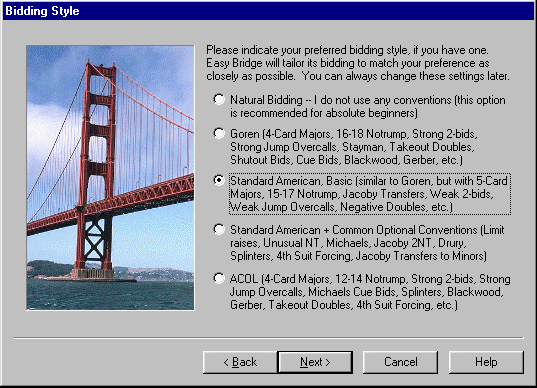 Bidding Style
Please indicate your preferred bidding style, if you have one.
Easy Bridge will tailor its bidding to match your preference as
closely as possible. You can always change these settings later.
Natural Bidding -- I do not use any conventions (this option
is recommended for absolute beginners)
Goren (4-Card Majors, 16-18 Notrump, Strong 2-bids,
Strong Jump Overcalls, Stayman, Takeout Doubles,
Shutout Bids, Cue Bids, Blackwood, Gerber, etc.)
Standard American, Basic (similar to Goren, but with 5-Card
Majors, 15-17 Notrump, Jacoby Transfers, Weak 2-bids,
Weak Jump Overcalls, Negative Doubles, etc.)
Standard American + Common Optional Conventions (Limit
raises, Unusual NT, Michaels, Jacoby 2NT, Drury,
Splinters, 4th Suit Forcing, Jacoby Transfers to Minors)
ACOL (4-Card Majors, 12-14 Notrump, Strong 2-bids, Strong
Jump Overcalls, Michaels Cue Bids, Splinters, Blackwood,
Gerber, Takeout Doubles, 4th Suit Forcing, etc.)
< Back
Next >
Cancel
Help